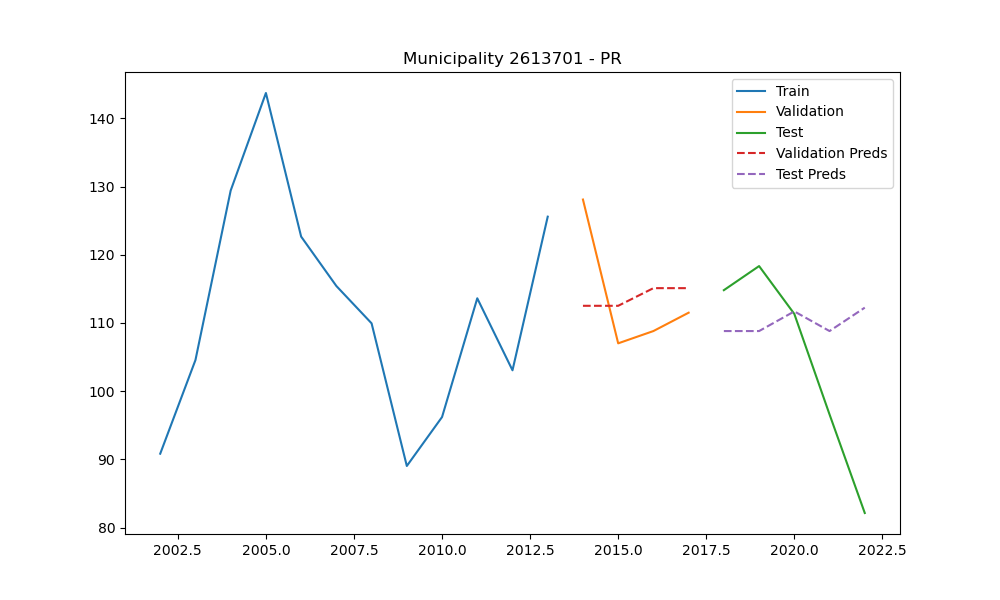 Municipality 2613701 - PR
Train
Validation
Test
Validation Preds
Test Preds
140
130
120
110
100
90
80
2002.5 2005.0 2007.5 2010.0 2012.5 2015.0 2017.5 2020.0 2022.5